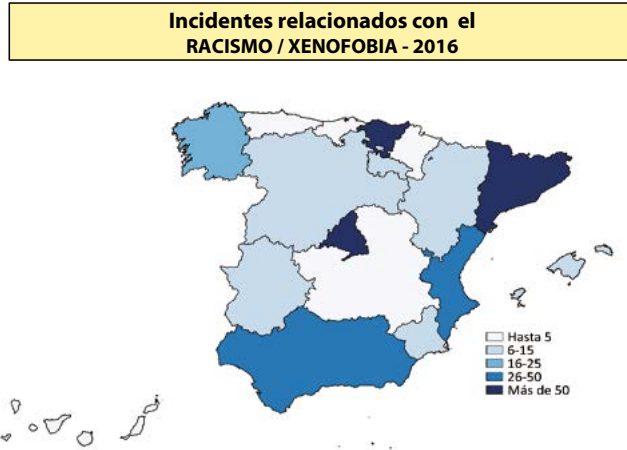 Incidentes relacionados con el
RACISMO / XENOFOBIA - 2016
Hasta 5
6-15
16-25
26-50
Más de 50